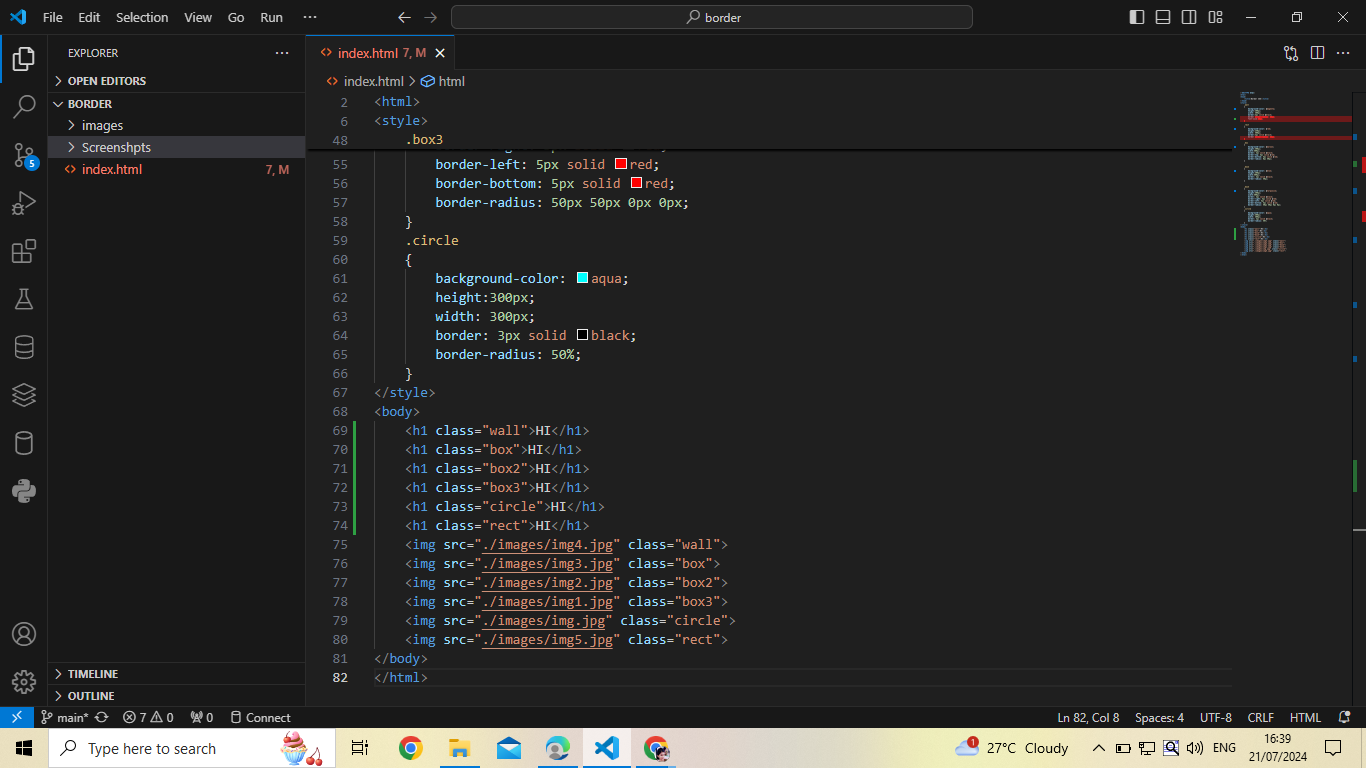 File Edit Selection View Go Run ··· border
EXPLORER ···
OPEN EDITORS
BORDER
images
Screenshpts
index.html 7, M
5
index.html 7, M
index.html > html
2 <html>
6 <style>
48 .box3
55 border-left: 5px solid red;
56 border-bottom: 5px solid red;
57 border-radius: 50px 50px 0px 0px;
58 }
59 .circle
60 {
61 background-color: aqua;
62 height:300px;
63 width: 300px;
64 border: 3px solid black;
65 border-radius: 50%;
66 }
67 </style>
68 <body>
69 <h1 class="wall">HI</h1>
70 <h1 class="box">HI</h1>
71 <h1 class="box2">HI</h1>
72 <h1 class="box3">HI</h1>
73 <h1 class="circle">HI</h1>
74 <h1 class="rect">HI</h1>
75 <img src="./images/img4.jpg" class="wall">
76 <img src="./images/img3.jpg" class="box">
77 <img src="./images/img2.jpg" class="box2">
78 <img src="./images/img1.jpg" class="box3">
79 <img src="./images/img.jpg" class="circle">
80 <img src="./images/img5.jpg" class="rect">
81 </body>
82 </html>
TIMELINE
OUTLINE
main* 7 0 0 Connect Ln 82, Col 8 Spaces: 4 UTF-8 CRLF HTML
Type here to search 1 27°C Cloudy ENG 16:39
21/07/2024